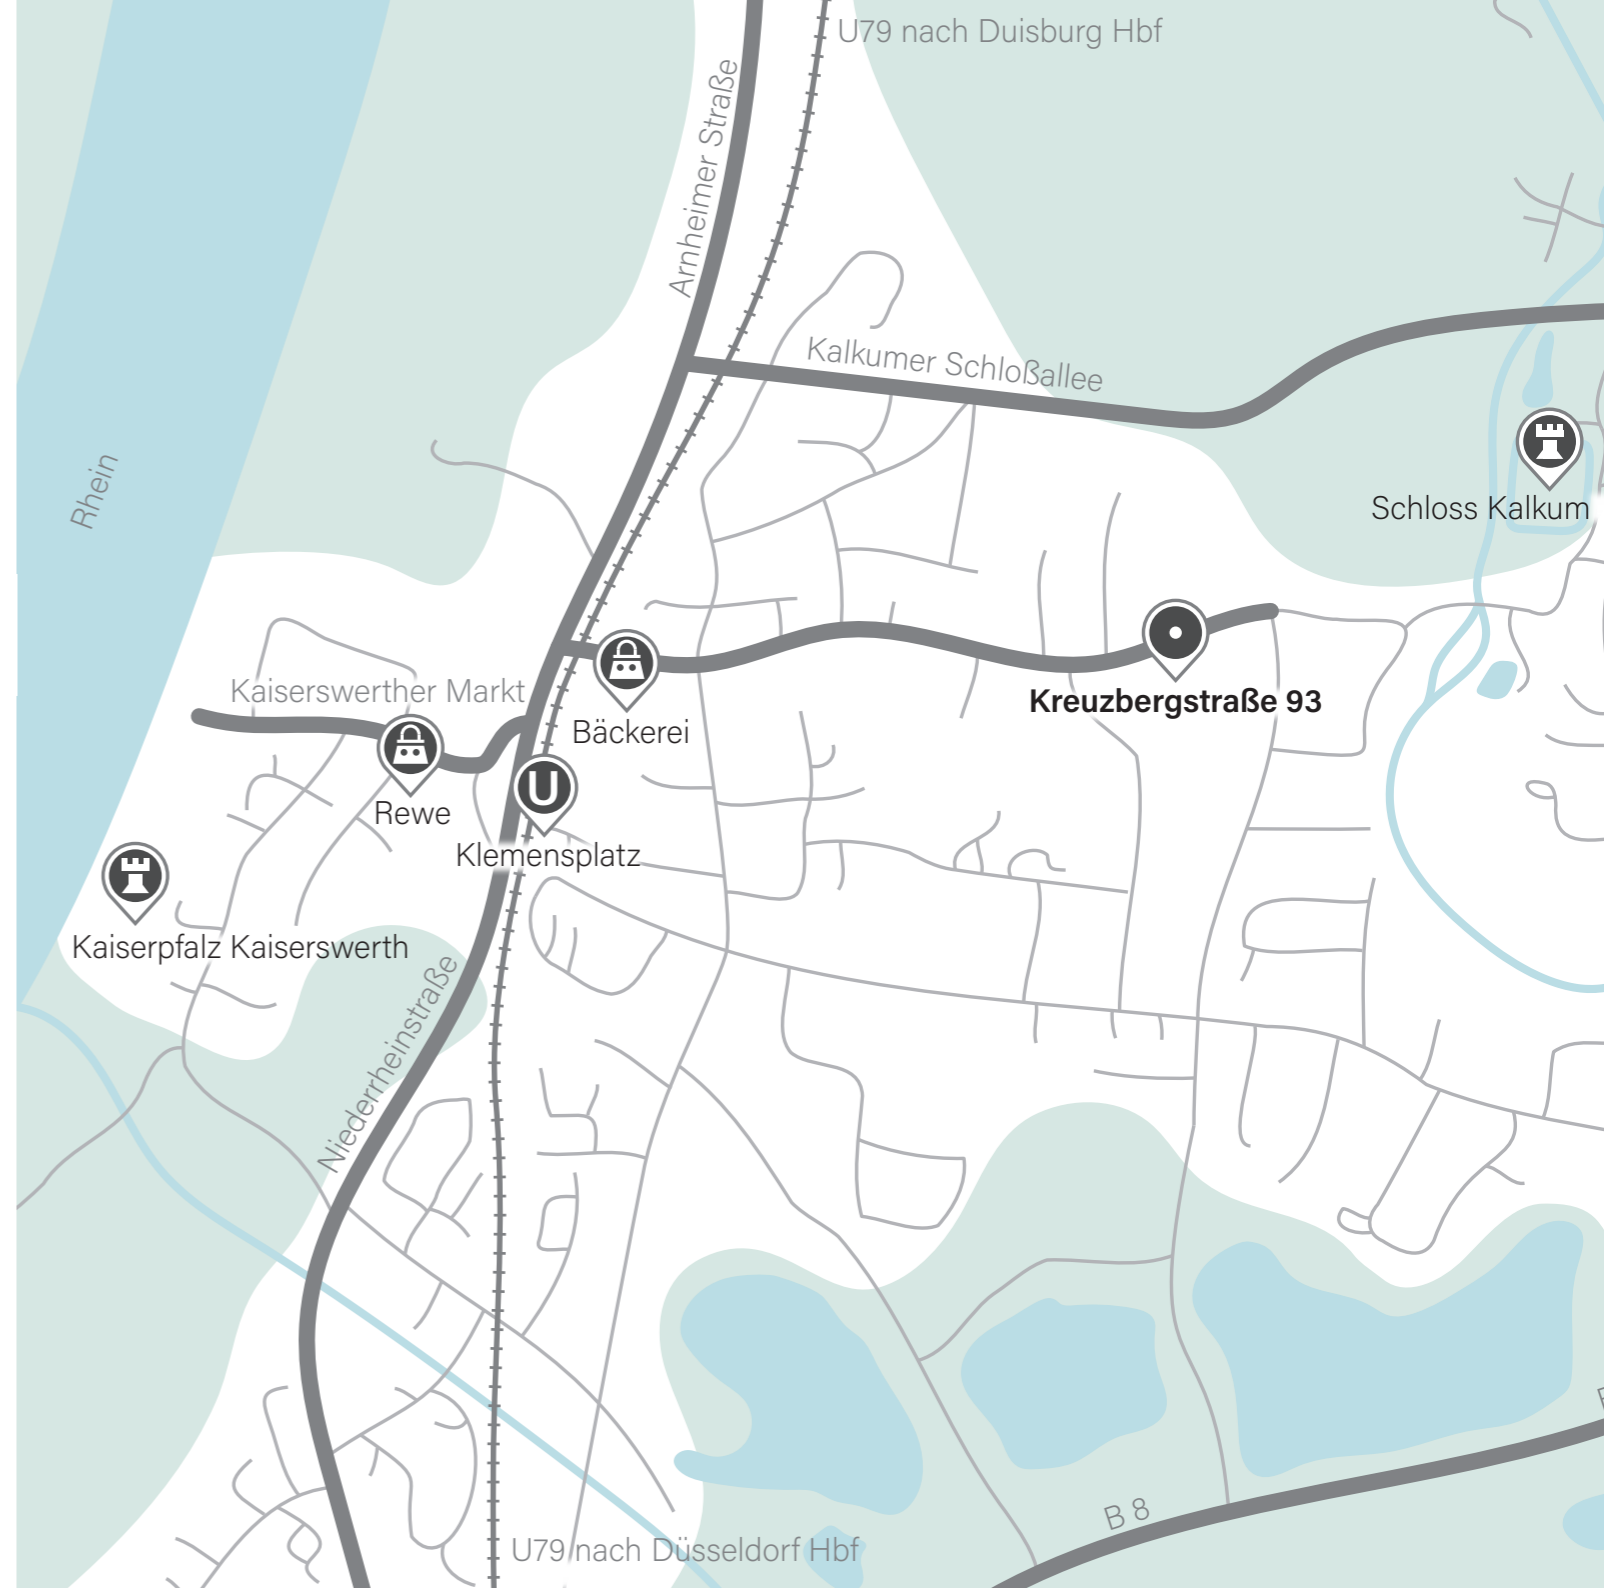 U79 nach Duisburg Hbf
Arnheimer Straße
Kalkumer Schloßallee
Rhein
Schloss Kalkum
Kaiserswerther Markt
Kreuzbergstraße 93
Bäckerei
U
Rewe
Klemensplatz
Kaiserpfalz Kaiserswerth
Niederrheinstraße
B 8
U79 nach Düsseldorf Hbf